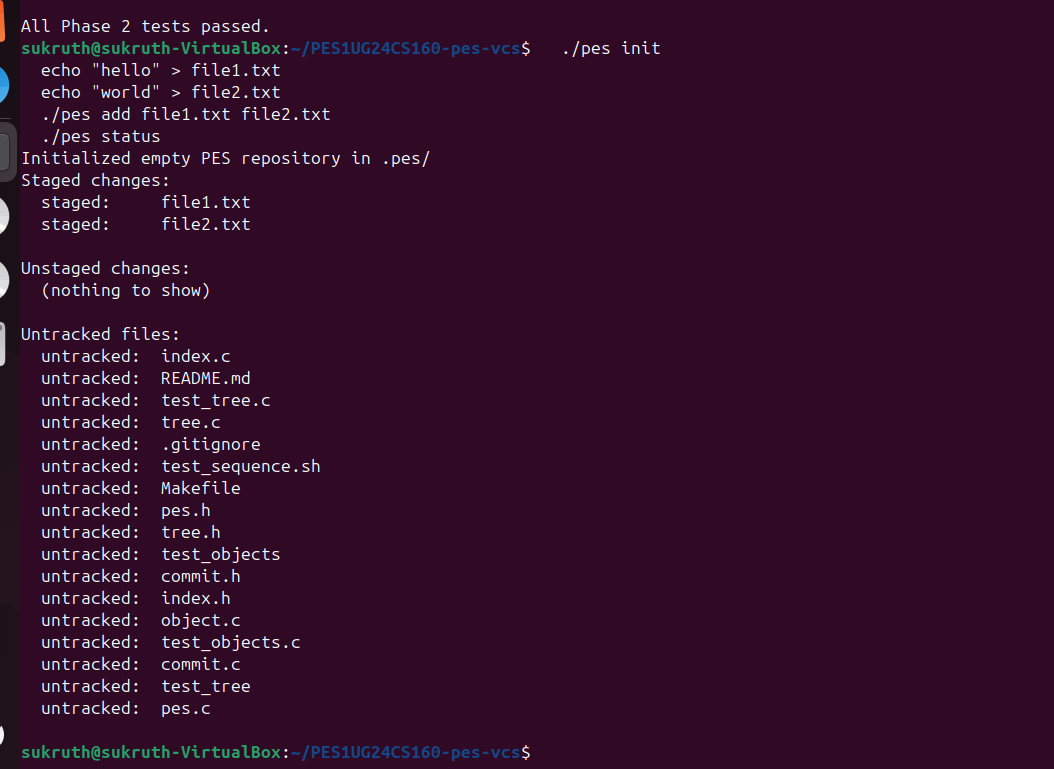 All Phase 2 tests passed.
sukruth@sukruth-VirtualBox:~/PES1UG24CS160-pes-vcs$   ./pes init
  echo "hello" > file1.txt
  echo "world" > file2.txt
  ./pes add file1.txt file2.txt
  ./pes status
Initialized empty PES repository in .pes/
Staged changes:
  staged:     file1.txt
  staged:     file2.txt

Unstaged changes:
  (nothing to show)

Untracked files:
  untracked:  index.c
  untracked:  README.md
  untracked:  test_tree.c
  untracked:  tree.c
  untracked:  .gitignore
  untracked:  test_sequence.sh
  untracked:  Makefile
  untracked:  pes.h
  untracked:  tree.h
  untracked:  test_objects
  untracked:  commit.h
  untracked:  index.h
  untracked:  object.c
  untracked:  test_objects.c
  untracked:  commit.c
  untracked:  test_tree
  untracked:  pes.c

sukruth@sukruth-VirtualBox:~/PES1UG24CS160-pes-vcs$